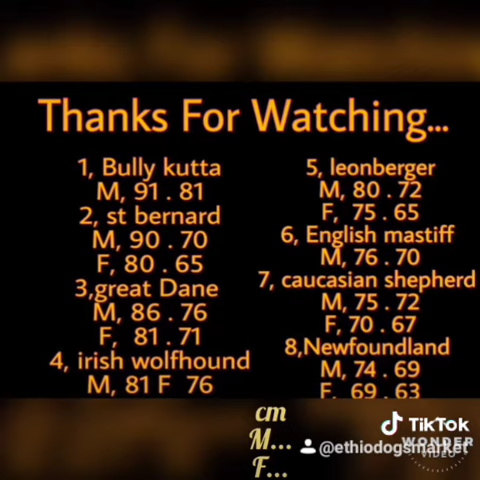 Thanks For Watching...
1, Bully kutta
M, 91 . 81
2, st bernard
M, 90 . 70
F, 80 . 65
3,great Dane
M, 86 . 76
F, 81 . 71
4, irish wolfhound
M, 81 F 76
5, leonberger
M, 80 . 72
F, 75 . 65
6, English mastiff
M, 76 . 70
7, caucasian shepherd
M, 75 . 72
F, 70 . 67
8,Newfoundland
M, 74 . 69
F, 69 . 63
cm
M...
F...
TikTok
@ethiodogsmarket
WONDER
VIDEO